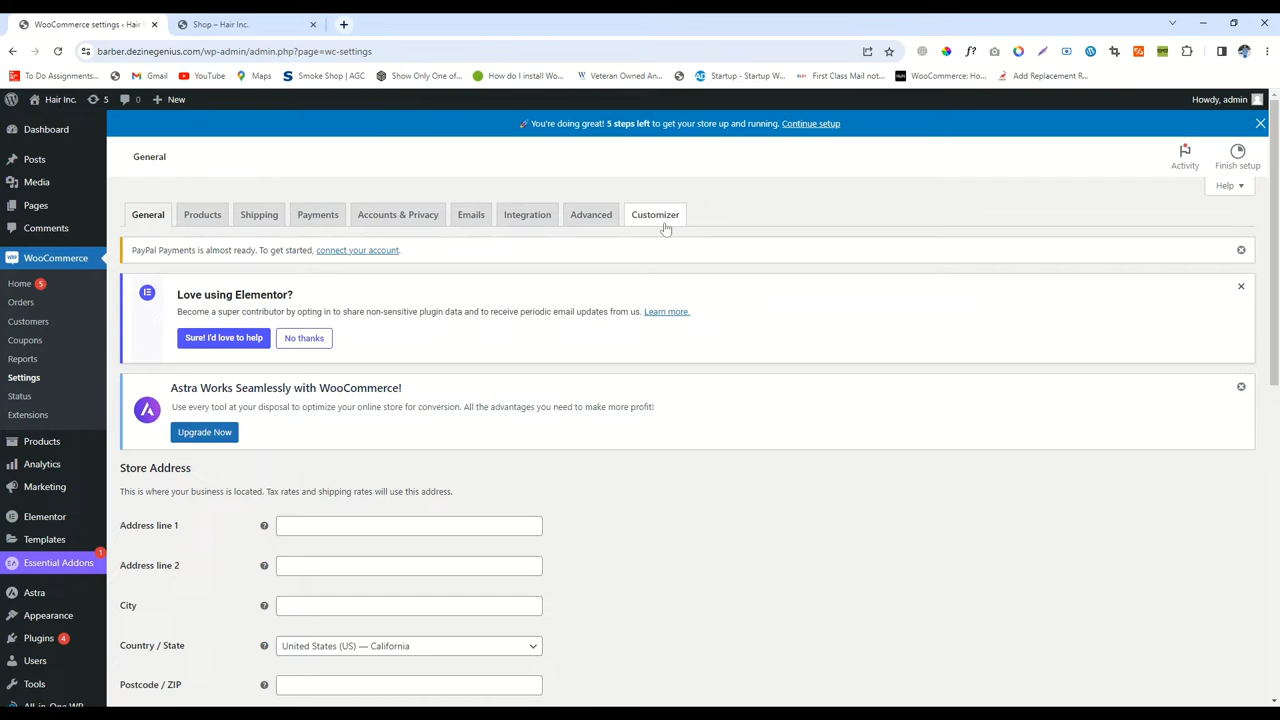 WooCommerce settings ‹ Hair I
Shop – Hair Inc.
barber.dezinegenius.com/wp-admin/admin.php?page=wc-settings
To Do Assignments...
Gmail
YouTube
Maps
Smoke Shop | AGC
Show Only One of...
How do I install Wo...
Veteran Owned An...
Startup - Startup W...
First Class Mail not...
WooCommerce: Ho...
Add Replacement R...
Hair Inc.
5
0
New
Howdy, admin
🚀 You're doing great! 5 steps left to get your store up and running. Continue setup
Dashboard
Posts
Media
Pages
Comments
WooCommerce
Home 5
Orders
Customers
Coupons
Reports
Settings
Status
Extensions
Products
Analytics
Marketing
Elementor
Templates
Essential Addons 1
Astra
Appearance
Plugins 4
Users
Tools
All-in-One WP
General
Activity
Finish setup
Help
General
Products
Shipping
Payments
Accounts & Privacy
Emails
Integration
Advanced
Customizer
PayPal Payments is almost ready. To get started, connect your account.
Love using Elementor?
Become a super contributor by opting in to share non-sensitive plugin data and to receive periodic email updates from us. Learn more.
Sure! I'd love to help
No thanks
Astra Works Seamlessly with WooCommerce!
Use every tool at your disposal to optimize your online store for conversion. All the advantages you need to make more profit!
Upgrade Now
Store Address
This is where your business is located. Tax rates and shipping rates will use this address.
Address line 1
Address line 2
City
Country / State
United States (US) — California
Postcode / ZIP